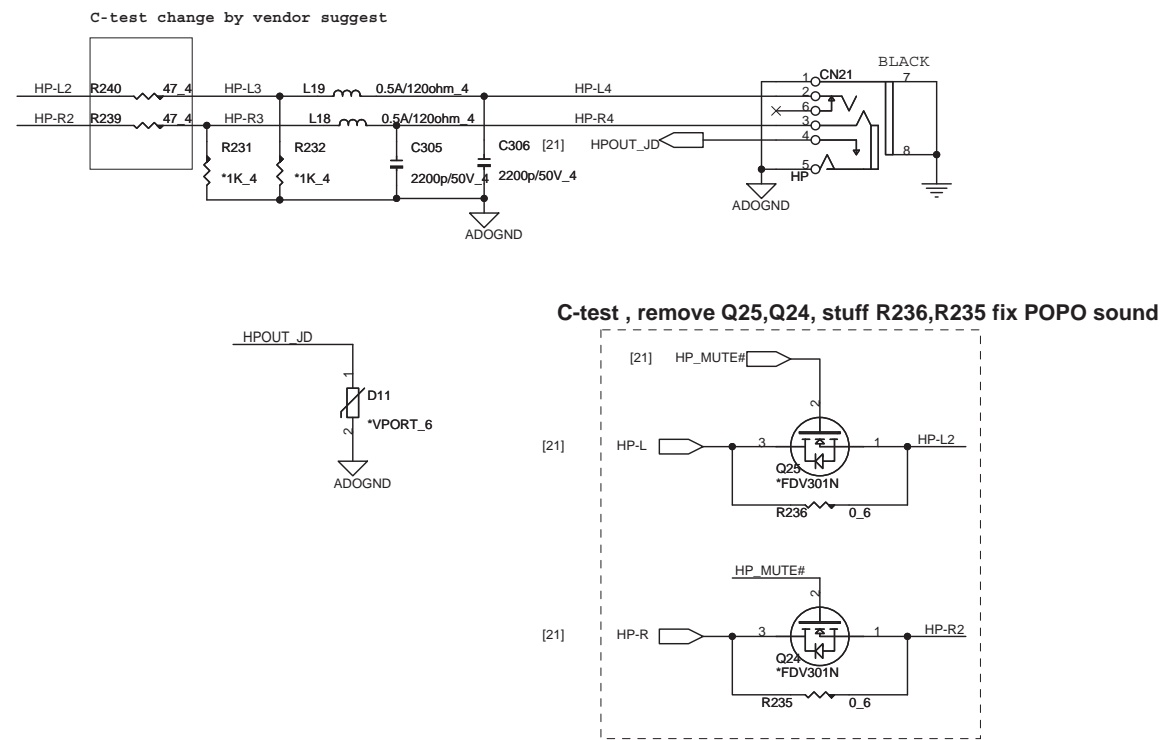 C-test change by vendor suggest
BLACK
HP-L2 R240 47_4 HP-L3 L19 0.5A/120ohm_4 HP-L4 1 CN21 7
2
6
HP-R2 R239 47_4 HP-R3 L18 0.5A/120ohm_4 HP-R4 3
R231 R232 C305 C306 [21] HPOUT_JD 4 8
*1K_4 *1K_4 2200p/50V_4 2200p/50V_4 5
HP
ADOGND
ADOGND
C-test , remove Q25,Q24, stuff R236,R235 fix POPO sound
HPOUT_JD
[21] HP_MUTE#
1
D11
*VPORT_6
2
2
ADOGND
[21] HP-L 3 1 HP-L2
Q25
*FDV301N
R236 0_6
HP_MUTE#
2
[21] HP-R 3 1 HP-R2
Q24
*FDV301N
R235 0_6